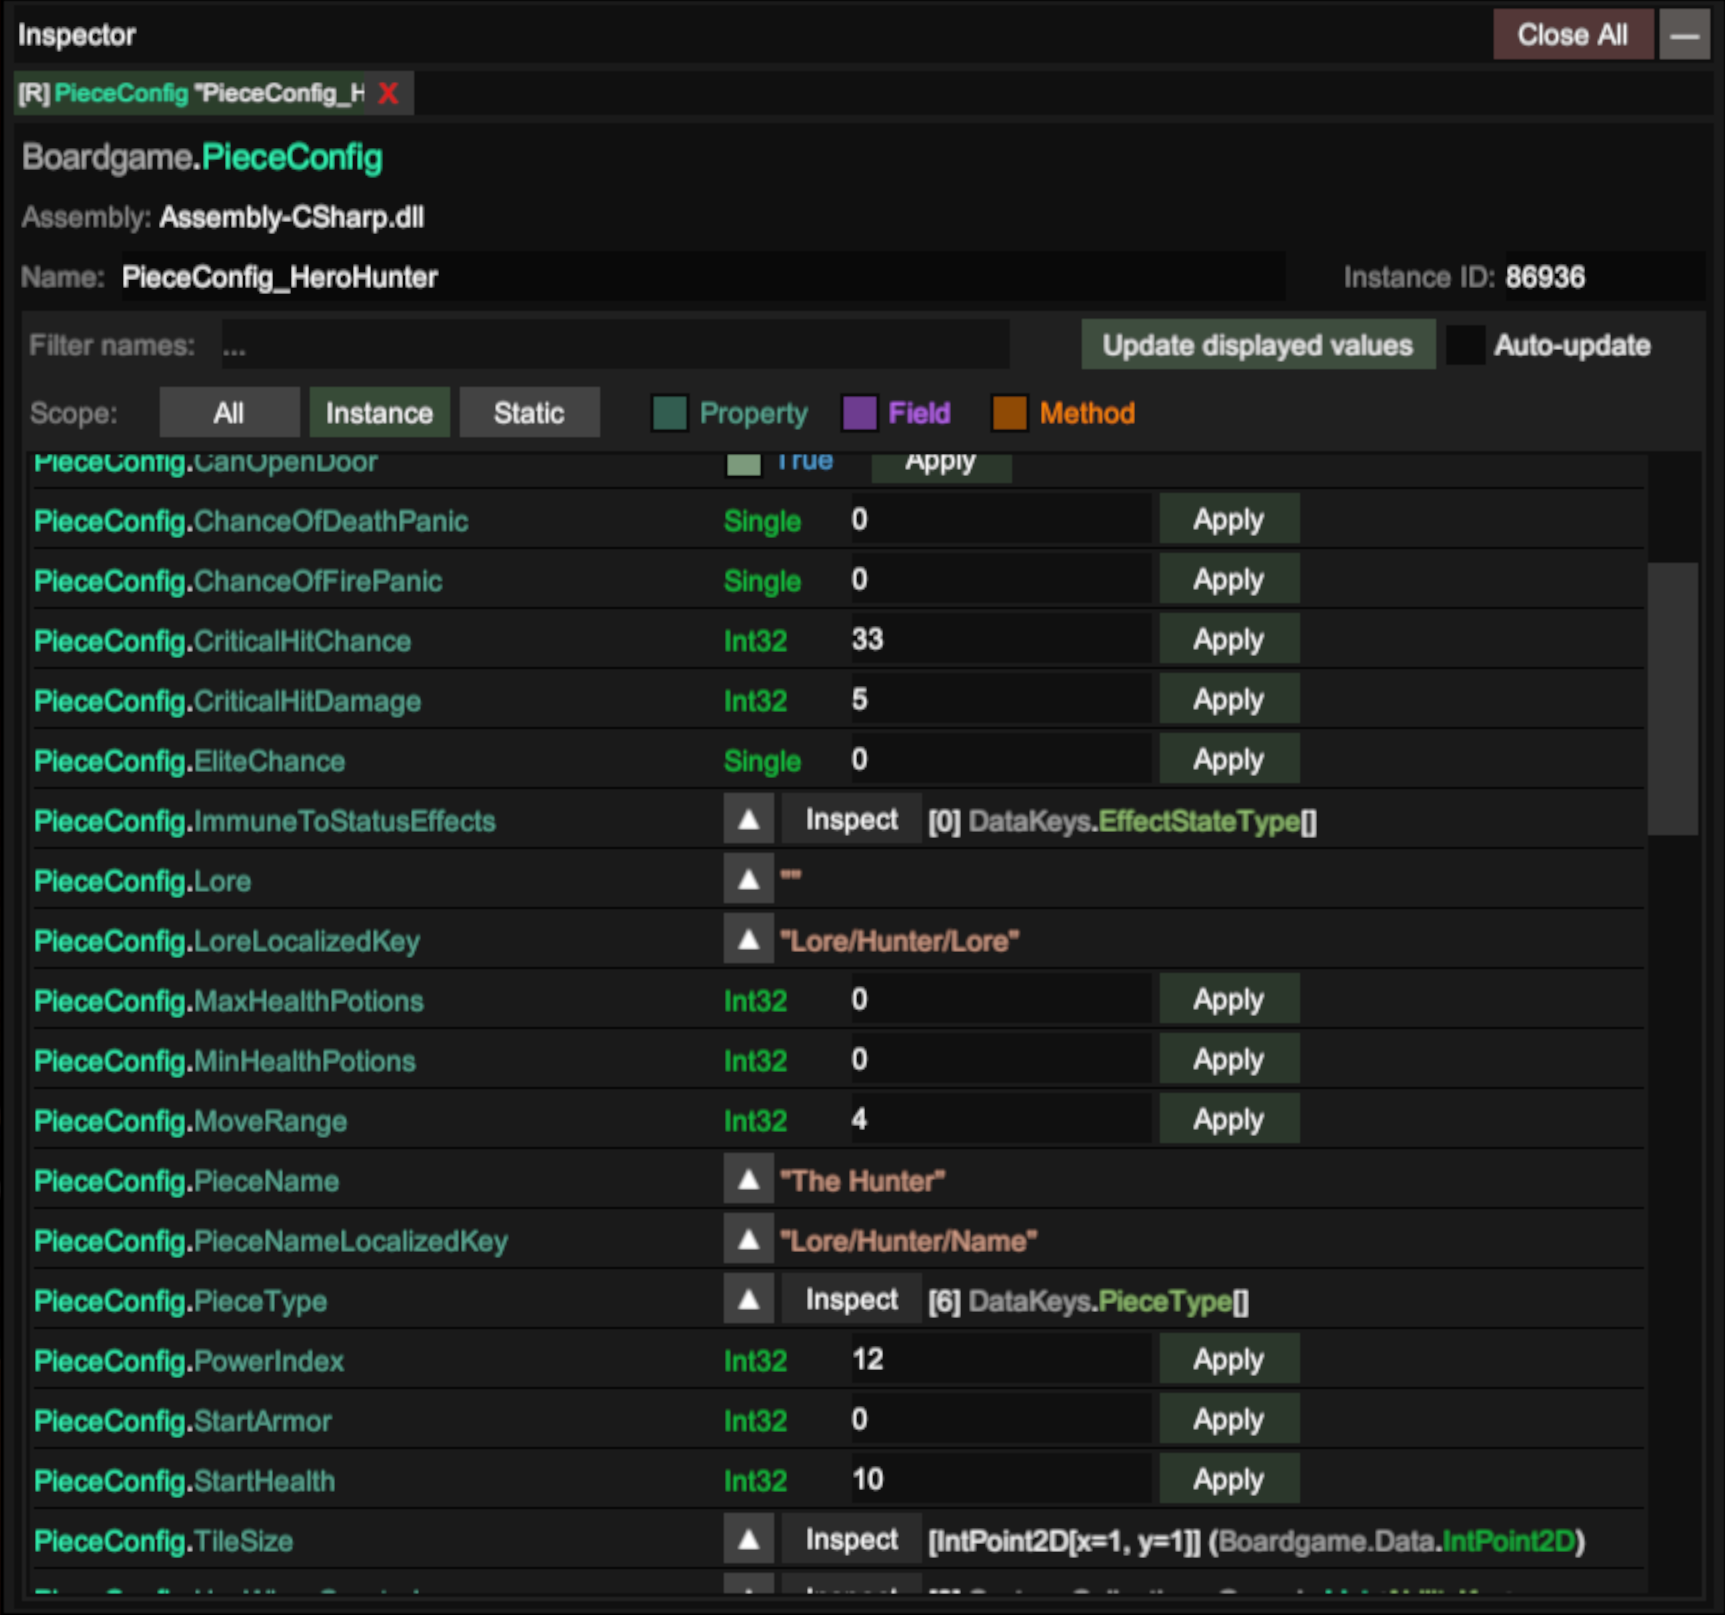 Inspector Close All —
[R] PieceConfig "PieceConfig_H X
Boardgame.PieceConfig
Assembly: Assembly-CSharp.dll
Name: PieceConfig_HeroHunter Instance ID: 86936
Filter names: ... Update displayed values Auto-update
Scope: All Instance Static Property Field Method
PieceConfig.CanOpenDoor True Apply
PieceConfig.ChanceOfDeathPanic Single 0 Apply
PieceConfig.ChanceOfFirePanic Single 0 Apply
PieceConfig.CriticalHitChance Int32 33 Apply
PieceConfig.CriticalHitDamage Int32 5 Apply
PieceConfig.EliteChance Single 0 Apply
PieceConfig.ImmuneToStatusEffects ▲ Inspect [0] DataKeys.EffectStateType[]
PieceConfig.Lore ▲ ""
PieceConfig.LoreLocalizedKey ▲ "Lore/Hunter/Lore"
PieceConfig.MaxHealthPotions Int32 0 Apply
PieceConfig.MinHealthPotions Int32 0 Apply
PieceConfig.MoveRange Int32 4 Apply
PieceConfig.PieceName ▲ "The Hunter"
PieceConfig.PieceNameLocalizedKey ▲ "Lore/Hunter/Name"
PieceConfig.PieceType ▲ Inspect [6] DataKeys.PieceType[]
PieceConfig.PowerIndex Int32 12 Apply
PieceConfig.StartArmor Int32 0 Apply
PieceConfig.StartHealth Int32 10 Apply
PieceConfig.TileSize ▲ Inspect [IntPoint2D[x=1, y=1]] (Boardgame.Data.IntPoint2D)